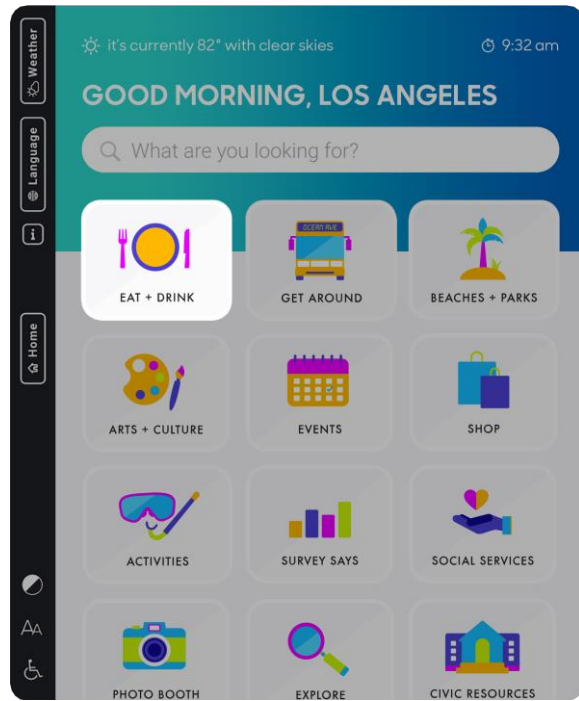 Weather
Language
i
Home
AA
it's currently 82° with clear skies
9:32 am
GOOD MORNING, LOS ANGELES
What are you looking for?
EAT + DRINK
OCEAN AVE
GET AROUND
BEACHES + PARKS
ARTS + CULTURE
EVENTS
SHOP
ACTIVITIES
SURVEY SAYS
SOCIAL SERVICES
PHOTO BOOTH
EXPLORE
CIVIC RESOURCES